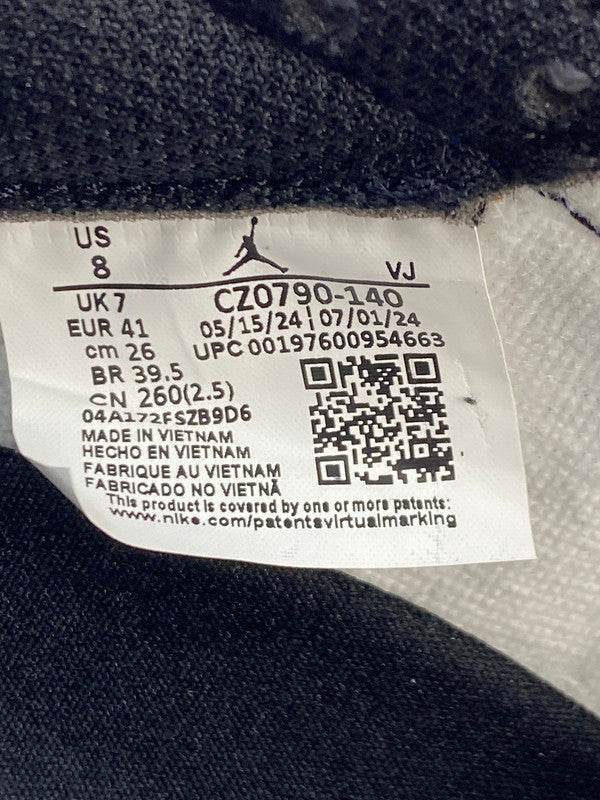 US
8
VJ
UK 7
CZ0790-140
EUR 41
05/15/24 | 07/01/24
cm 26
UPC 00197600954663
BR 39.5
CN 260(2.5)
04A172FSZB9D6
MADE IN VIETNAM
HECHO EN VIETNAM
FABRIQUE AU VIETNAM
FABRICADO NO VIETNÃ
This product is covered by one or more patents:
www.nike.com/patentsvirtualmarking